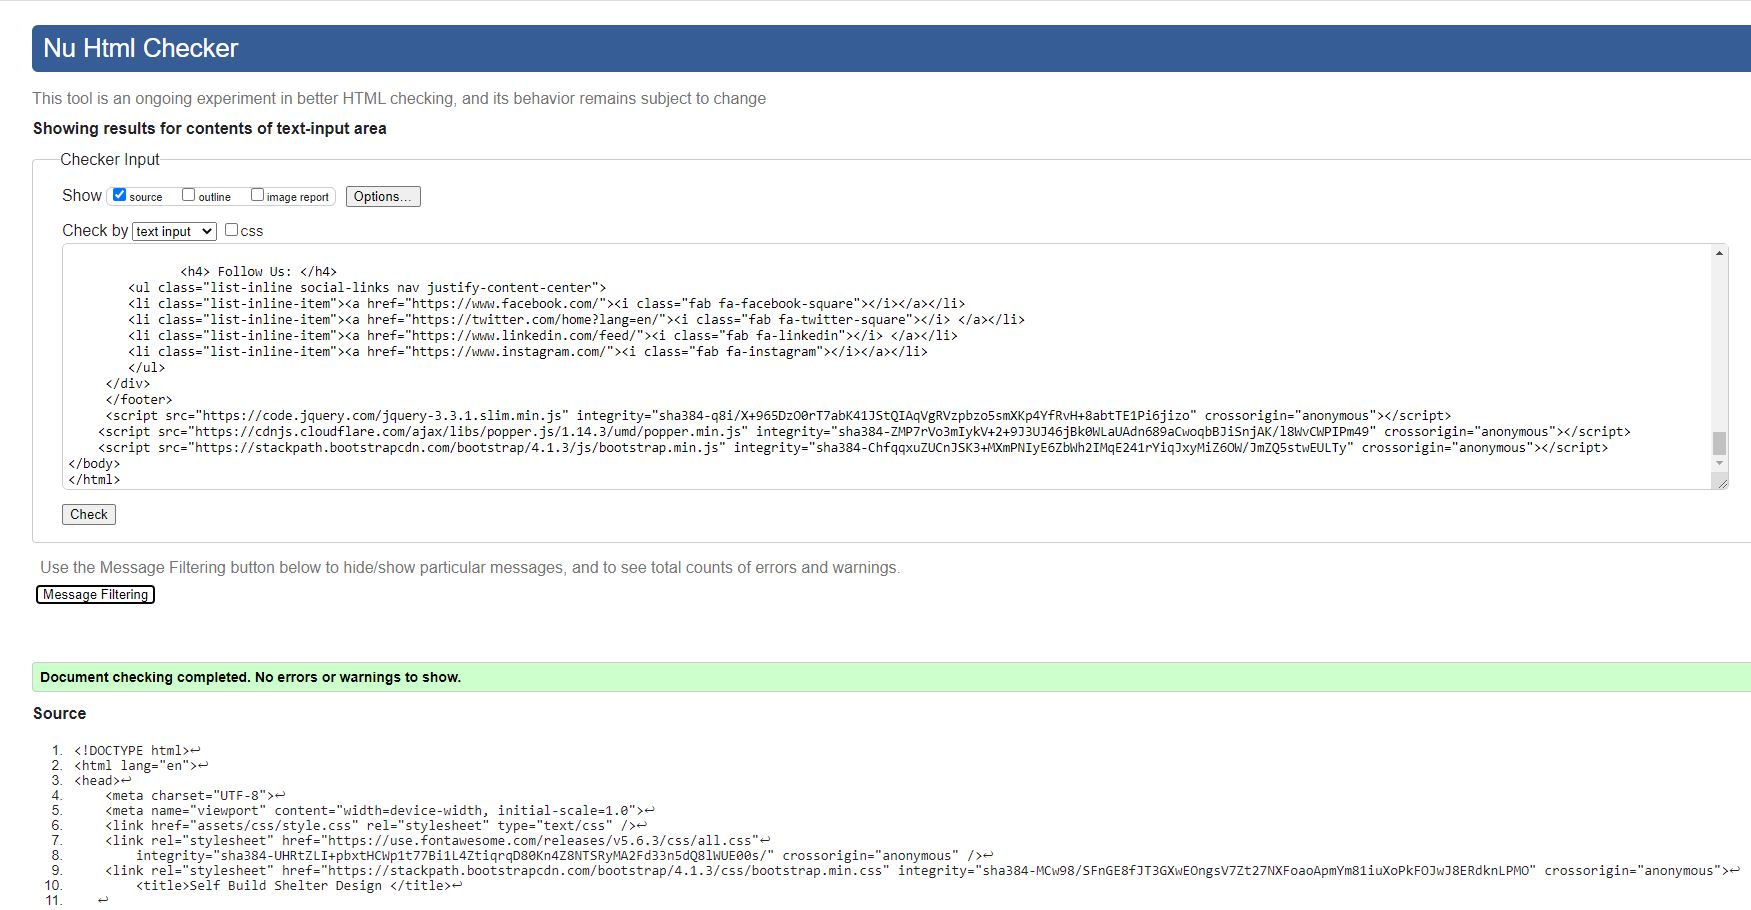 Nu Html Checker
This tool is an ongoing experiment in better HTML checking, and its behavior remains subject to change
Showing results for contents of text-input area
Checker Input
Show source outline image report Options...
Check by text input css
<h4> Follow Us: </h4>
<ul class="list-inline social-links nav justify-content-center">
<li class="list-inline-item"><a href="https://www.facebook.com/"><i class="fab fa-facebook-square"></i></a></li>
<li class="list-inline-item"><a href="https://twitter.com/home?lang=en/"><i class="fab fa-twitter-square"></i> </a></li>
<li class="list-inline-item"><a href="https://www.linkedin.com/feed/"><i class="fab fa-linkedin"></i> </a></li>
<li class="list-inline-item"><a href="https://www.instagram.com/"><i class="fab fa-instagram"></i></a></li>
</ul>
</div>
</footer>
<script src="https://code.jquery.com/jquery-3.3.1.slim.min.js" integrity="sha384-q8i/X+965DzO0rT7abK41JStQIAqVgRVzpbzo5smXKp4YfRvH+8abtTE1Pi6jizo" crossorigin="anonymous"></script>
<script src="https://cdnjs.cloudflare.com/ajax/libs/popper.js/1.14.3/umd/popper.min.js" integrity="sha384-ZMP7rVo3mIykV+2+9J3UJ46jBk0WLaUAdn689aCwoqbBJiSnjAK/l8WvCWPIPm49" crossorigin="anonymous"></script>
<script src="https://stackpath.bootstrapcdn.com/bootstrap/4.1.3/js/bootstrap.min.js" integrity="sha384-ChfqqxuZUCnJSK3+MXmPNIyE6ZbWh2IMqE241rYiqJxyMiZ6OW/JmZQ5stwEULTy" crossorigin="anonymous"></script>
</body>
</html>
Check
Use the Message Filtering button below to hide/show particular messages, and to see total counts of errors and warnings.
Message Filtering
Document checking completed. No errors or warnings to show.
Source
1. <!DOCTYPE html>↩
2. <html lang="en">↩
3. <head>↩
4. <meta charset="UTF-8">↩
5. <meta name="viewport" content="width=device-width, initial-scale=1.0">↩
6. <link href="assets/css/style.css" rel="stylesheet" type="text/css" />↩
7. <link rel="stylesheet" href="https://use.fontawesome.com/releases/v5.6.3/css/all.css"↩
8. integrity="sha384-UHRtZLI+pbxtHCWp1t77Bi1L4ZtiqrqD80Kn4Z8NTSRyMA2Fd33n5dQ8lWUE00s/" crossorigin="anonymous" />↩
9. <link rel="stylesheet" href="https://stackpath.bootstrapcdn.com/bootstrap/4.1.3/css/bootstrap.min.css" integrity="sha384-MCw98/SFnGE8fJT3GXwEOngsV7Zt27NXFoaoApmYm81iuXoPkFOJwJ8ERdknLPMO" crossorigin="anonymous">↩
10. <title>Self Build Shelter Design </title>↩
11. ↩